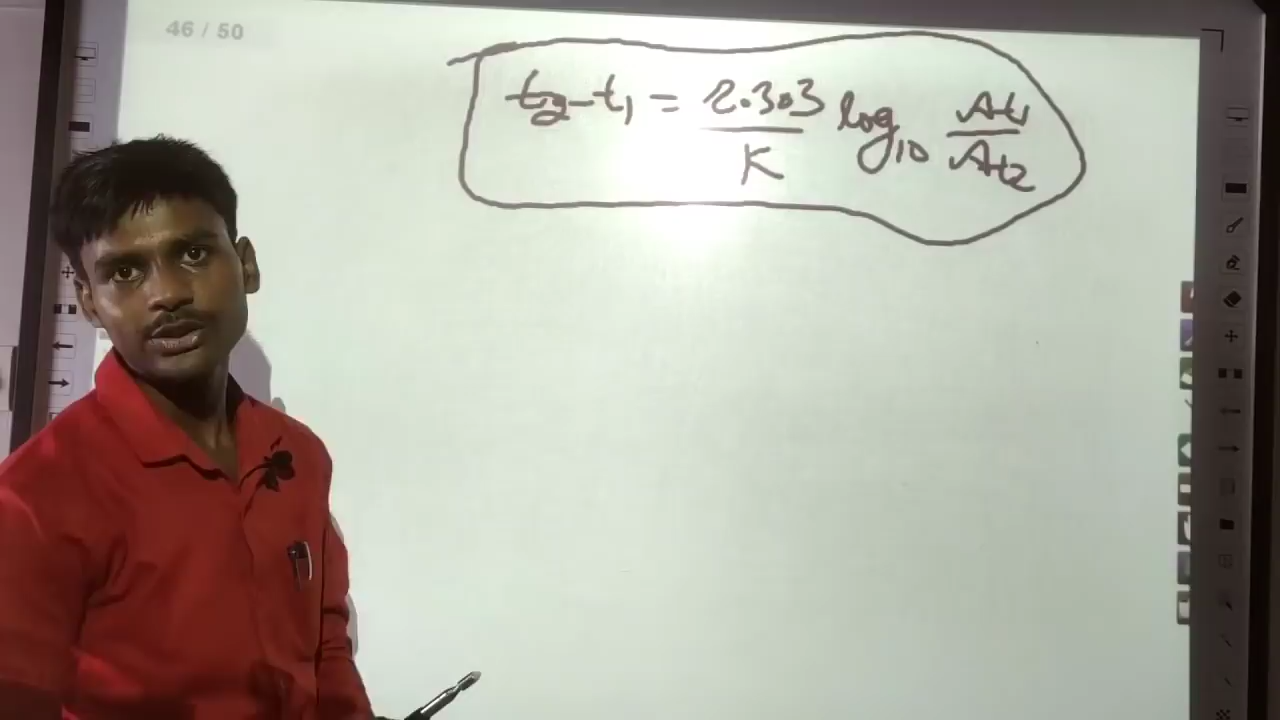 46 / 50
t₂-t₁ = 2.303/K log₁₀ At₁/At₂